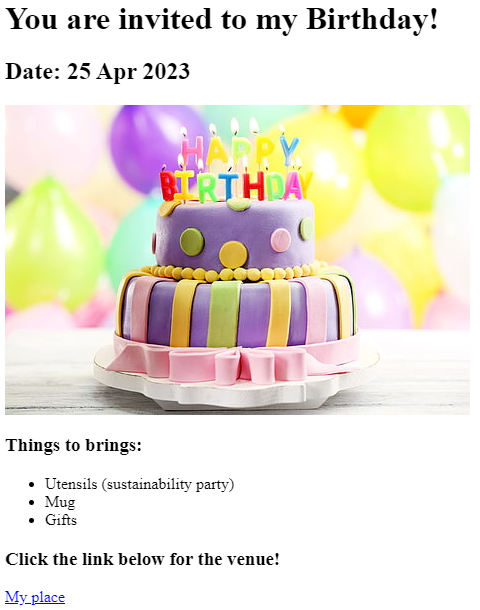 You are invited to my Birthday!
Date: 25 Apr 2023
HAPPY
BIRTHDAY
Things to brings:
Utensils (sustainability party)
Mug
Gifts
Click the link below for the venue!
My place